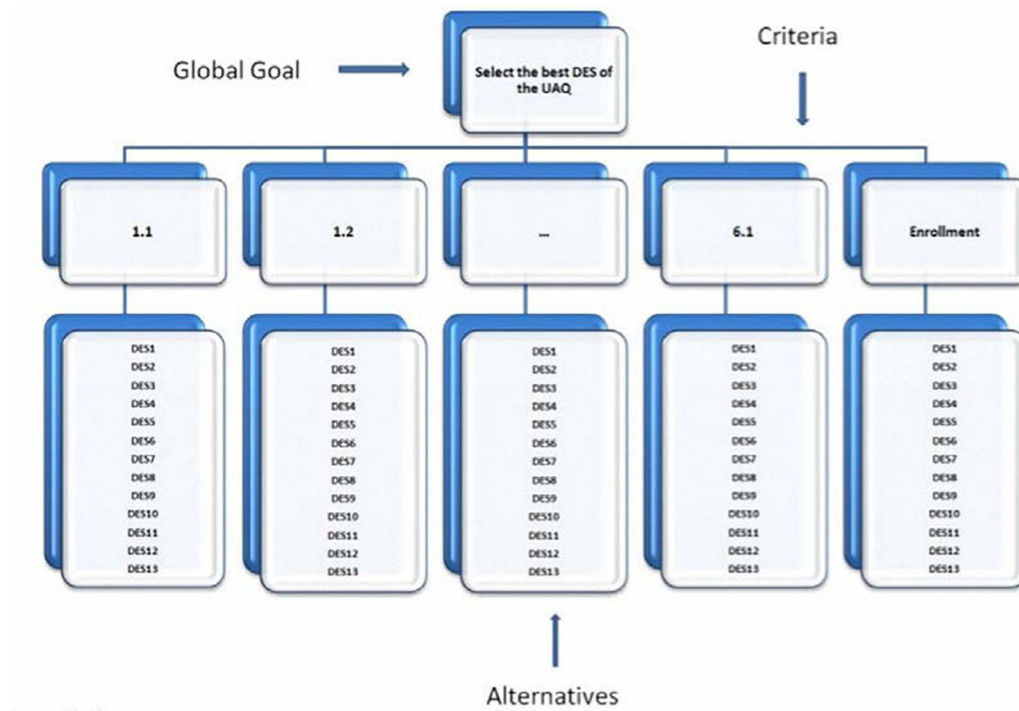 Global Goal
Select the best DES of
the UAQ
Criteria
1.1
1.2
...
6.1
Enrollment
DES1
DES2
DES3
DES4
DES5
DES6
DES7
DES8
DES9
DES10
DES11
DES12
DES13
DES1
DES2
DES3
DES4
DES5
DES6
DES7
DES8
DES9
DES10
DES11
DES12
DES13
DES1
DES2
DES3
DES4
DES5
DES6
DES7
DES8
DES9
DES10
DES11
DES12
DES13
DES1
DES2
DES3
DES4
DES5
DES6
DES7
DES8
DES9
DES10
DES11
DES12
DES13
DES1
DES2
DES3
DES4
DES5
DES6
DES7
DES8
DES9
DES10
DES11
DES12
DES13
Alternatives